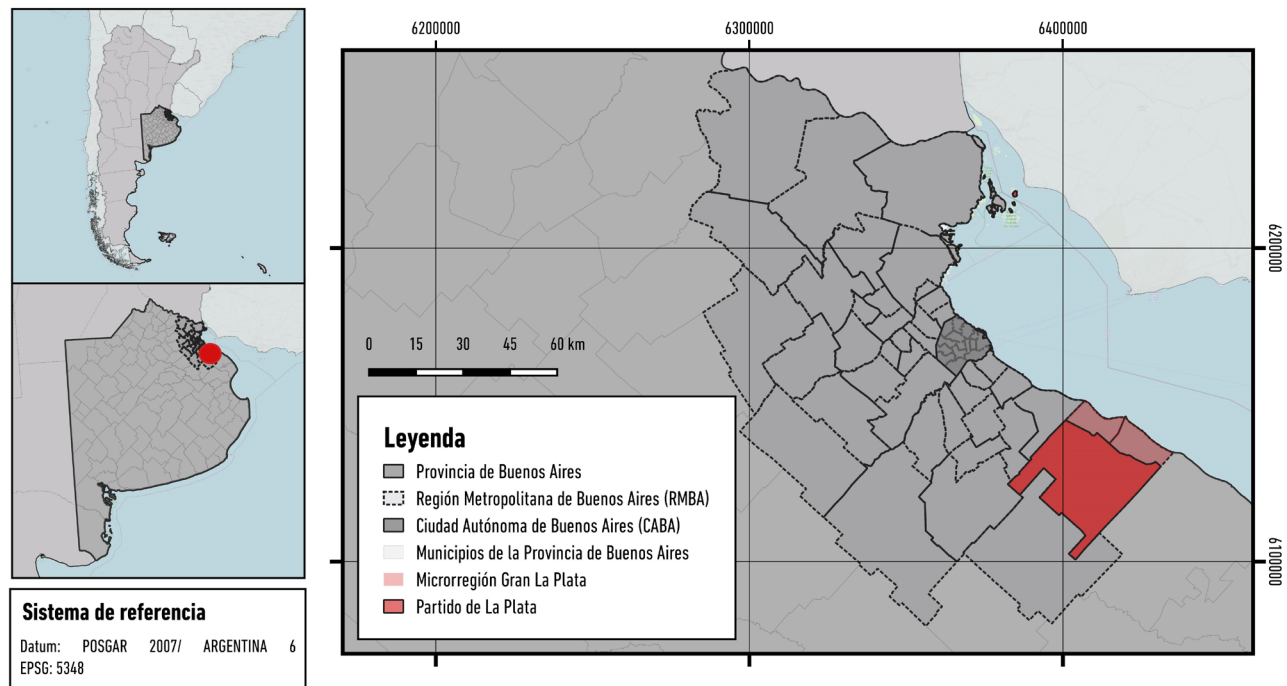 6200000
6300000
6400000
6200000
6100000
0
15
30
45
60 km
Leyenda
Provincia de Buenos Aires
Región Metropolitana de Buenos Aires (RMBA)
Ciudad Autónoma de Buenos Aires (CABA)
Municipios de la Provincia de Buenos Aires
Microrregión Gran La Plata
Partido de La Plata
Sistema de referencia
Datum: POSGAR 2007/ ARGENTINA 6
EPSG: 5348